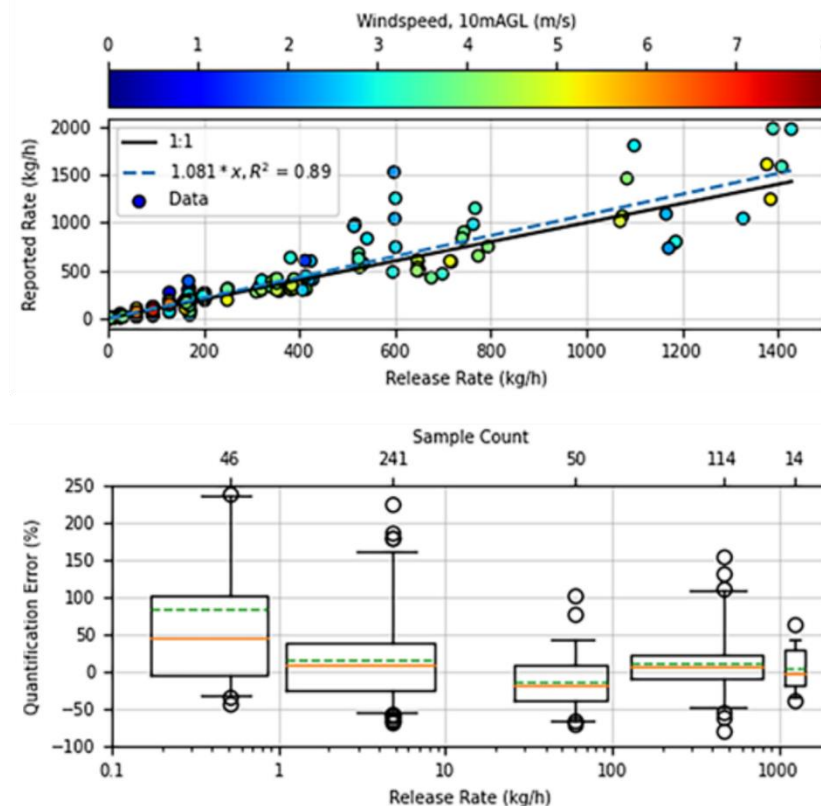 Windspeed, 10mAGL (m/s)
0 1 2 3 4 5 6 7
Reported Rate (kg/h)
2000
1500
1000
500
0
1:1
1.081 * x, R² = 0.89
Data
0 200 400 600 800 1000 1200 1400
Release Rate (kg/h)
Sample Count
46 241 50 114 14
Quantification Error (%)
250
200
150
100
50
0
−50
−100
0.1 1 10 100 1000
Release Rate (kg/h)